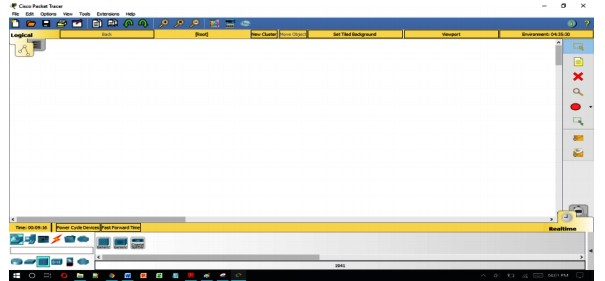 Cisco Packet Tracer
File Edit Options View Tools Extensions Help
Logical Back [Root] New Cluster Move Object Set Tiled Background Viewport Environment: 04:35:30
Time: 00:09:16 Power Cycle Devices Fast Forward Time Realtime
1941